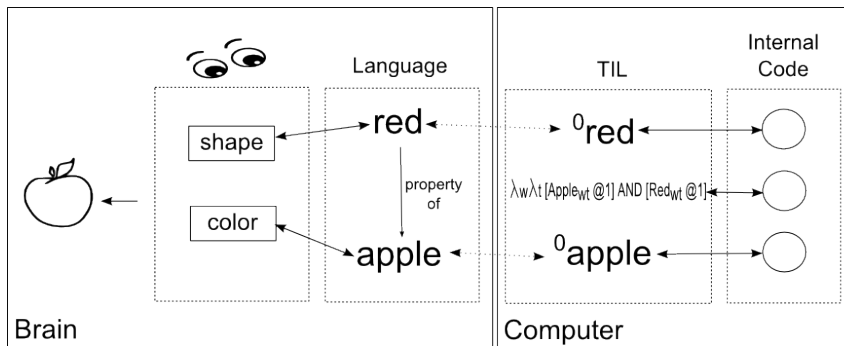 Language
shape
color
red
property
of
apple
Brain
TIL
Internal
Code
⁰red
λwλt [Apple_wt @1] AND [Red_wt @1]
⁰apple
Computer